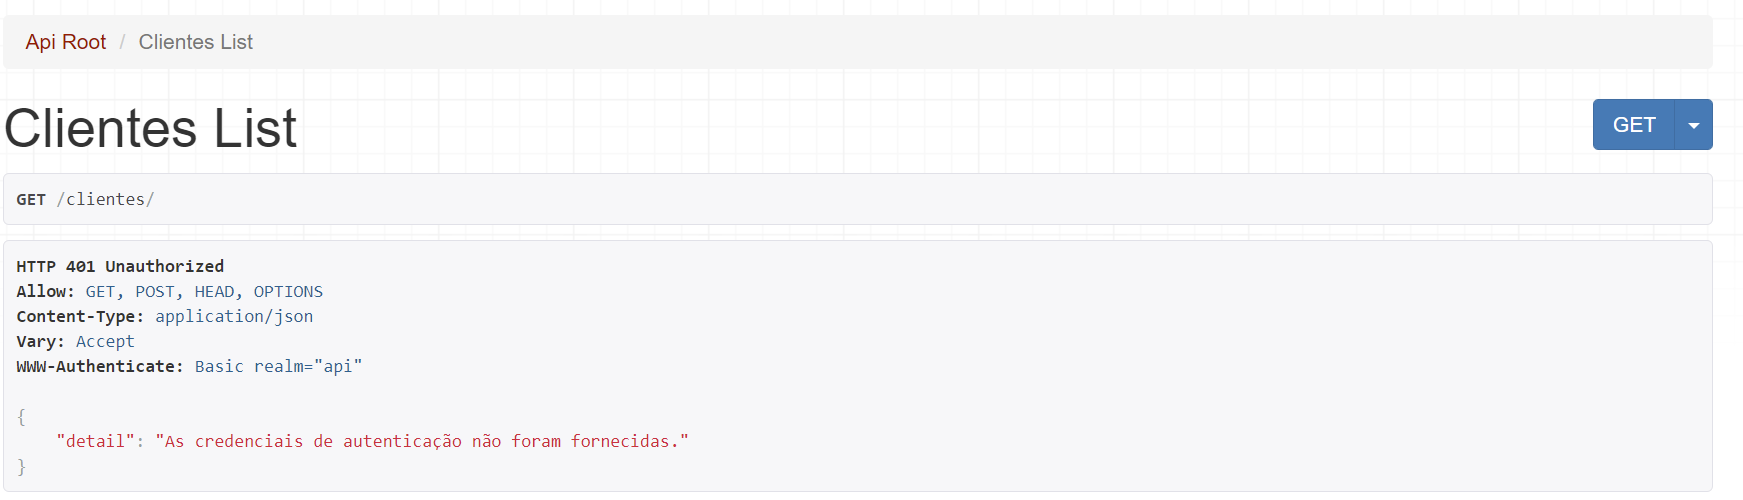 Api Root / Clientes List
Clientes List
GET
GET /clientes/
HTTP 401 Unauthorized
Allow: GET, POST, HEAD, OPTIONS
Content-Type: application/json
Vary: Accept
WWW-Authenticate: Basic realm="api"
{
    "detail": "As credenciais de autenticação não foram fornecidas."
}